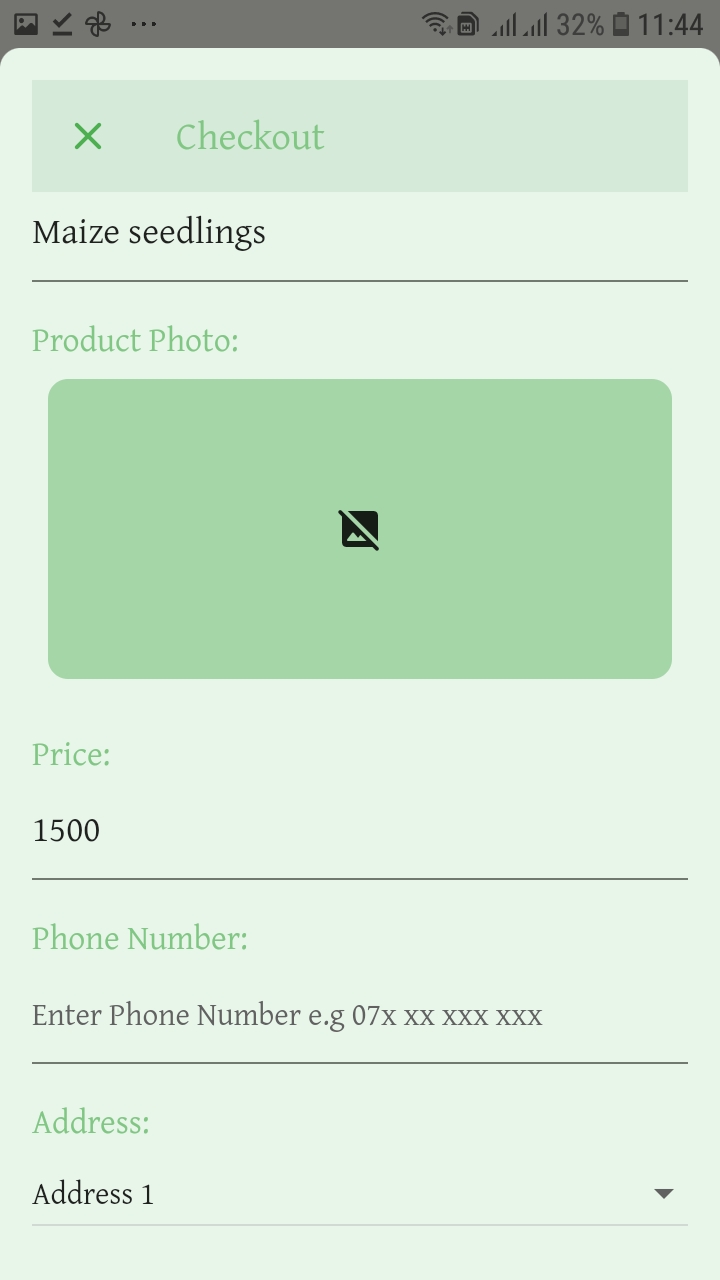 32% 11:44
Checkout
Maize seedlings
Product Photo:
Price:
1500
Phone Number:
Enter Phone Number e.g 07x xx xxx xxx
Address:
Address 1